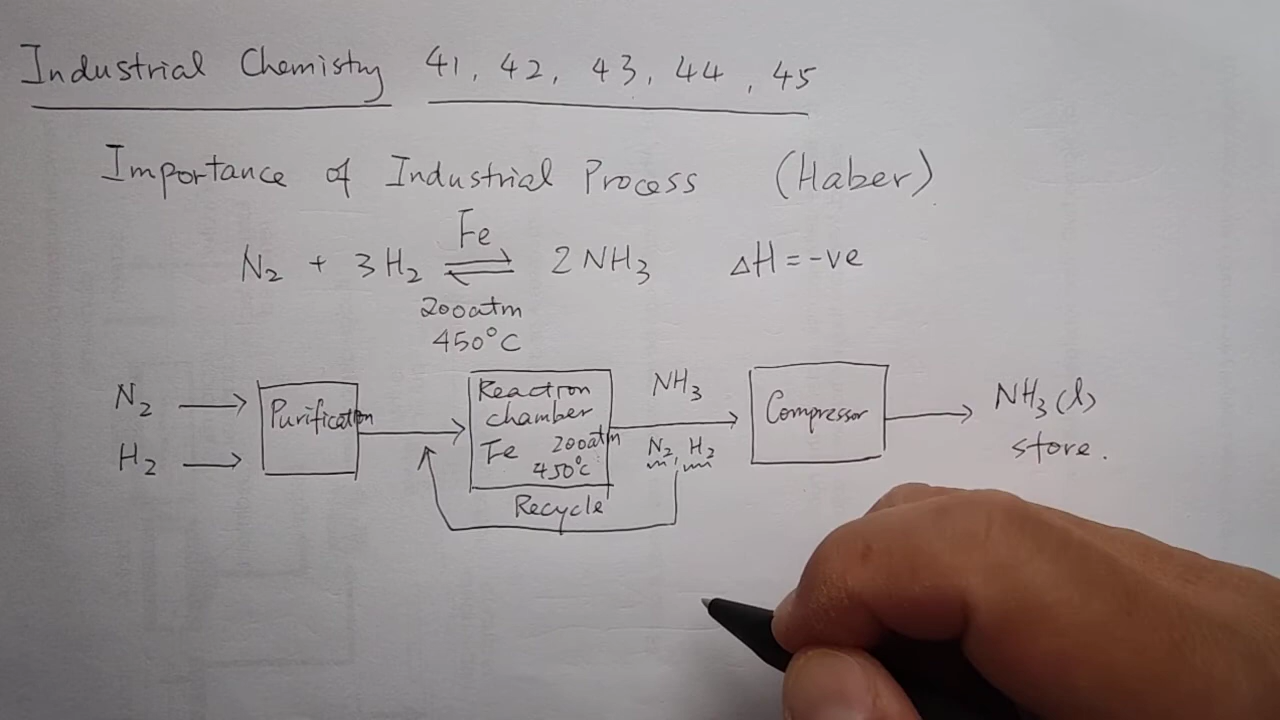 Industrial Chemistry 41, 42, 43, 44, 45
Importance of Industrial Process (Haber)
Fe
N₂ + 3H₂ ⇌ 2NH₃ ΔH = -ve
200atm
450°C
N₂
H₂
Purification
Reaction
chamber
Fe 200atm
450°C
Recycle
NH₃
N₂, H₂
Compressor
NH₃(l)
store.